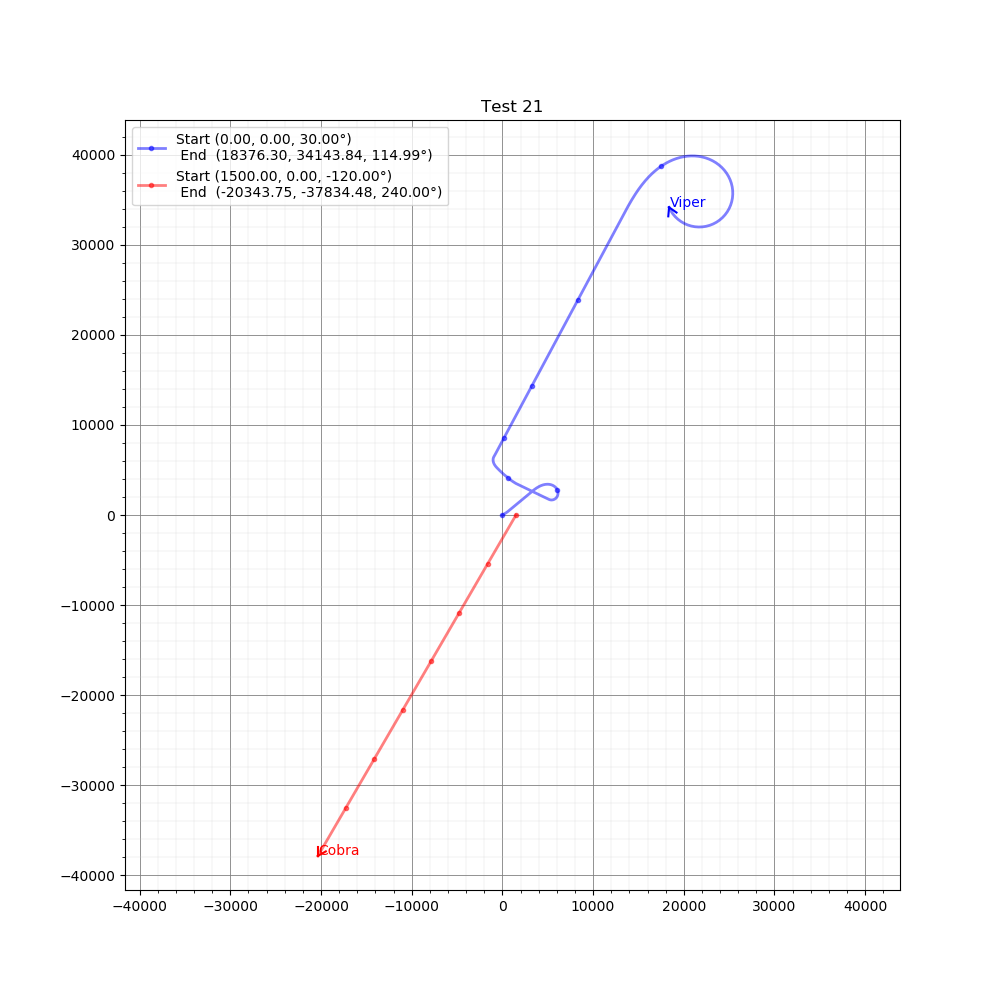 Test 21
Start (0.00, 0.00, 30.00°)
End (18376.30, 34143.84, 114.99°)
Start (1500.00, 0.00, -120.00°)
End (-20343.75, -37834.48, 240.00°)
40000
30000
20000
10000
0
−10000
−20000
−30000
−40000
Viper
Cobra
−40000 −30000 −20000 −10000 0 10000 20000 30000 40000